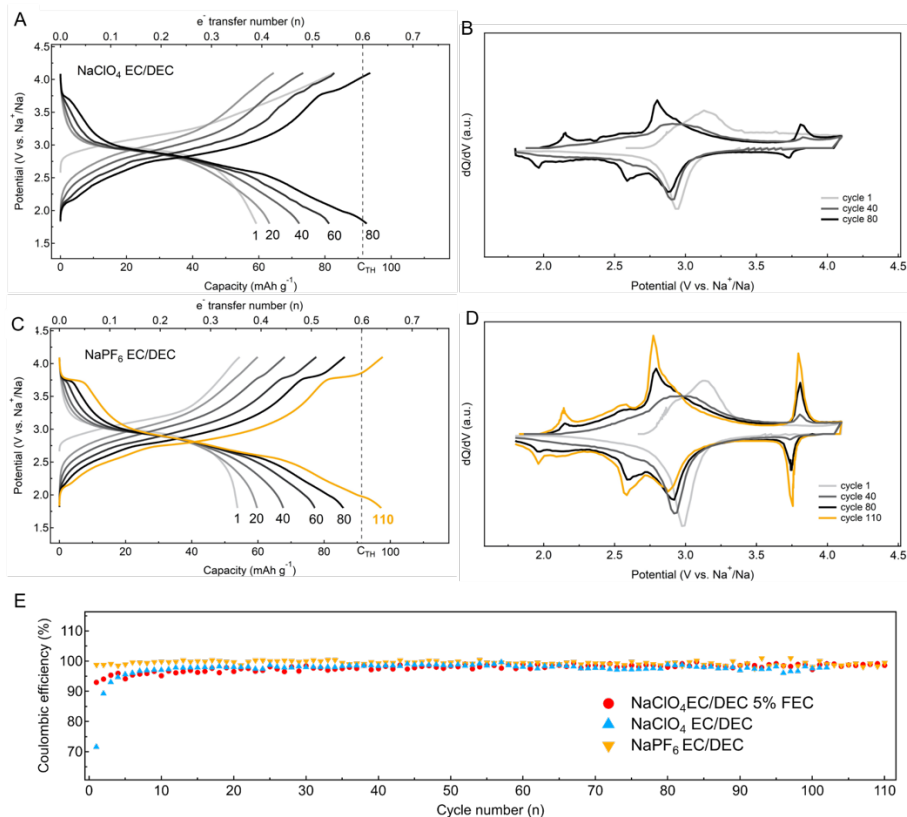 A
e⁻ transfer number (n)
0.0 0.1 0.2 0.3 0.4 0.5 0.6 0.7
4.5
4.0
3.5
3.0
2.5
2.0
1.5
Potential (V vs. Na⁺/Na)
NaClO₄ EC/DEC
1 20 40 60 80
0 20 40 60 80 C_TH 100
Capacity (mAh g⁻¹)
B
dQ/dV (a.u.)
cycle 1
cycle 40
cycle 80
2.0 2.5 3.0 3.5 4.0 4.5
Potential (V vs. Na⁺/Na)
C
e⁻ transfer number (n)
0.0 0.1 0.2 0.3 0.4 0.5 0.6 0.7
4.5
4.0
3.5
3.0
2.5
2.0
1.5
Potential (V vs. Na⁺/Na)
NaPF₆ EC/DEC
1 20 40 60 80 110
0 20 40 60 80 C_TH 100
Capacity (mAh g⁻¹)
D
dQ/dV (a.u.)
cycle 1
cycle 40
cycle 80
cycle 110
2.0 2.5 3.0 3.5 4.0 4.5
Potential (V vs. Na⁺/Na)
E
110
100
90
80
70
Coulombic efficiency (%)
NaClO₄EC/DEC 5% FEC
NaClO₄ EC/DEC
NaPF₆ EC/DEC
0 10 20 30 40 50 60 70 80 90 100 110
Cycle number (n)